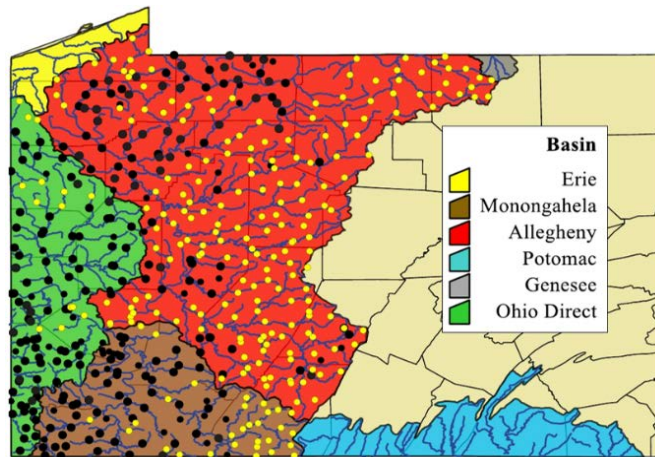 Basin
Erie
Monongahela
Allegheny
Potomac
Genesee
Ohio Direct